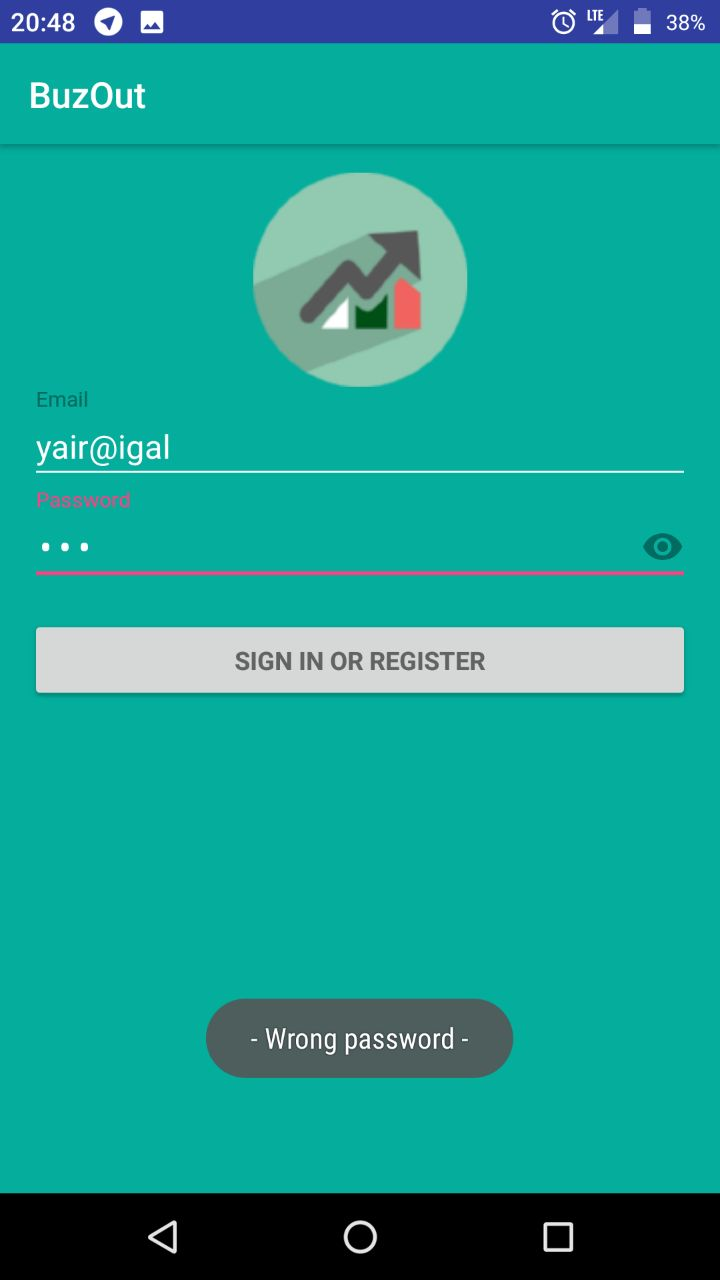 20:48 LTE 38%
BuzOut
Email
yair@igal
Password
•••
SIGN IN OR REGISTER
- Wrong password -